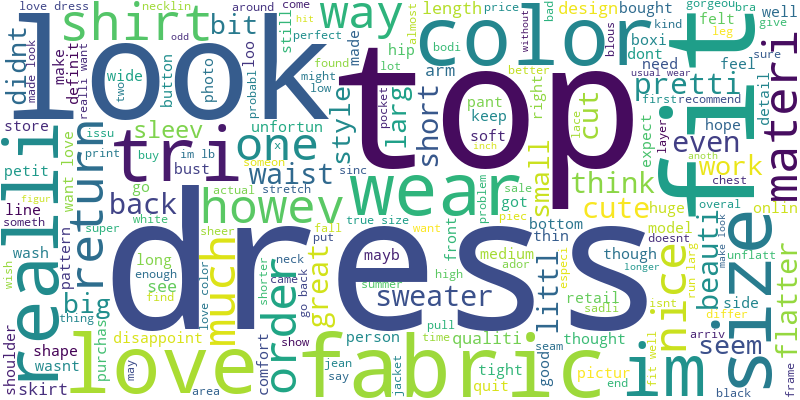 love dress
necklin
shirt
way
around
hit
come
still
perfect
almost
length
price
without
bad
design
kind
bought
gorgeou
bra
felt
leg
well
didnt
made look
make
definit
odd
realli want
look
bit
loo
photo
two
wide
button
probabl
found
might
low
made
hip
lot
arm
color
bodi
better
blous
boxi
dont
need
feel
usual wear
fit
sure
give
detail
materi
store
issu
print
sleev
buy
unfortun
one
x
someon
tri
im lb
bust
sinc
style
larg
pocket
short
pant
keep
soft
right
cut
lace
expect
layer
pretti
first
recommend
hope
even
top
petit
want love
go
actual
stretch
waist
true size
want
inch
small
think
anoth
work
chest
line
someth
figur
pattern
return
back
white
super
howev
sheer
fall
put
wear
got
sale
piec
problem
cute
huge
model
overal
onlin
realli
wish
wash
long
enough
find
see
much
love color
shorter
neck
came
go back
great
mayb
summer
ador
front
medium
high
bottom
thin
especi
though
doesnt
longer
nice
beauti
make look
unflatt
run larg
side
size
flatter
big
thing
purchas
dress
order
sweater
littl
retail
sadli
isnt
seem
differ
arriv
shoulder
wasnt
shape
skirt
disappoint
may
area
love
comfort
show
jean
say
fabric
person
jacket
pull
time
qualiti
tight
quit
good
seam
thought
pictur
end
im
fit well
black
frame